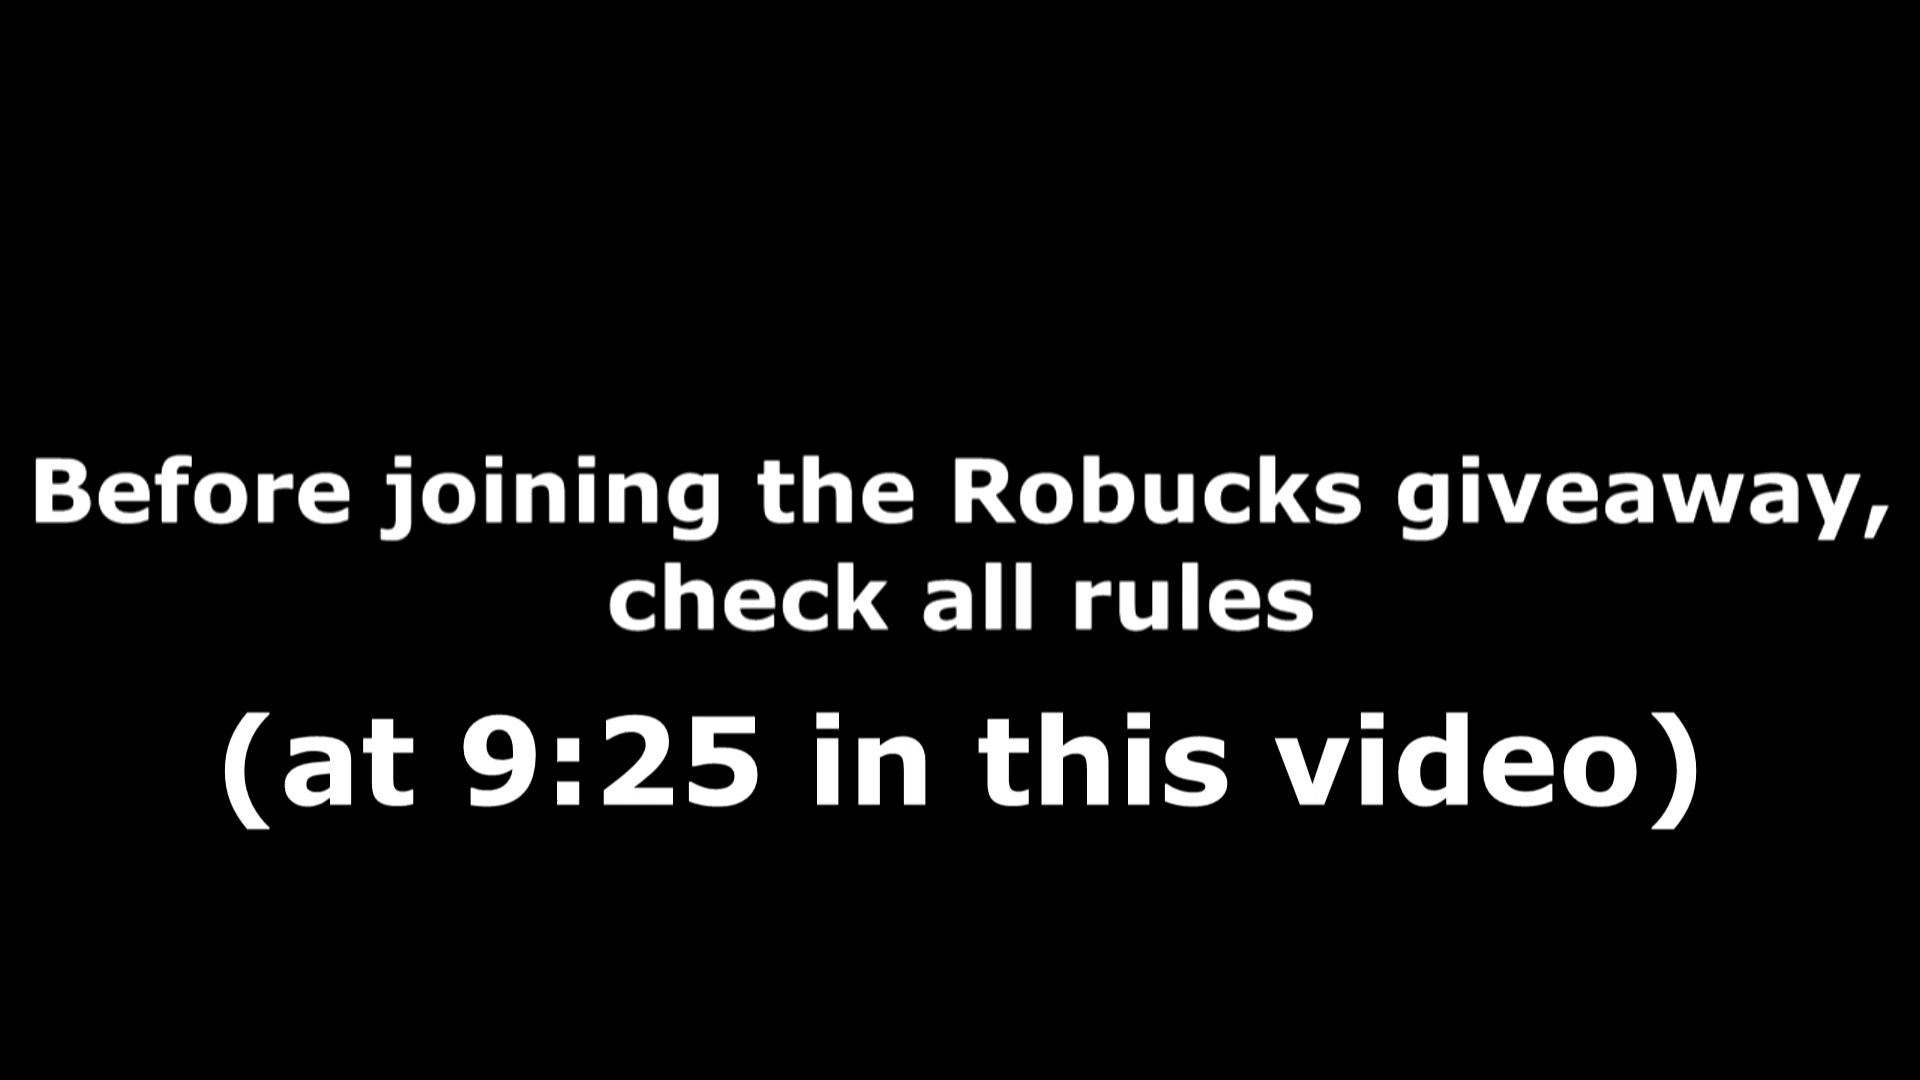 Before joining the Robucks giveaway,
check all rules
(at 9:25 in this video)